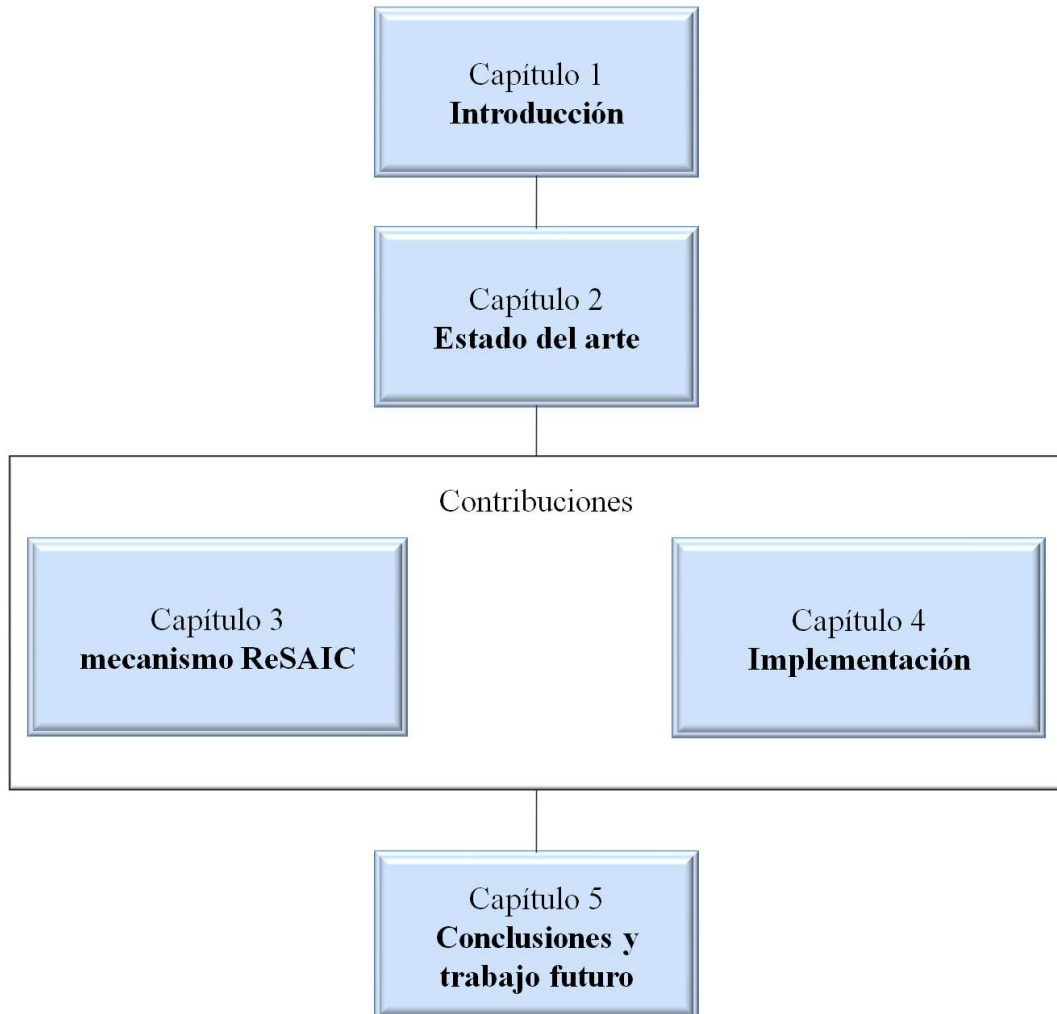 Capítulo 1
Introducción
Capítulo 2
Estado del arte
Contribuciones
Capítulo 3
mecanismo ReSAIC
Capítulo 4
Implementación
Capítulo 5
Conclusiones y
trabajo futuro